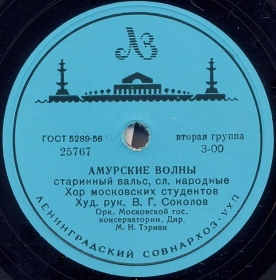 ЛЗ
ГОСТ 5289-56
вторая группа
25767
3-00
АМУРСКИЕ ВОЛНЫ
старинный вальс, сл. народные
Хор московских студентов
Худ. рук. В. Г. Соколов
Орк. Московской гос.
консерватории. Дир.
М. Н. Тэриан
ЛЕНИНГРАДСКИЙ СОВНАРХОЗ-УХП